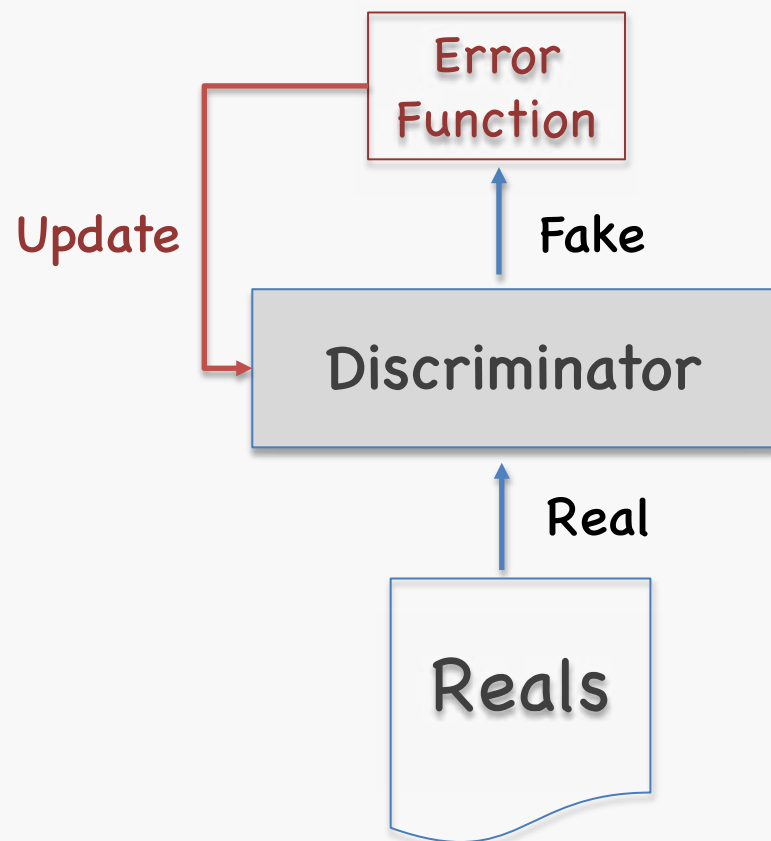 Error
Function
Update
Fake
Discriminator
Real
Reals